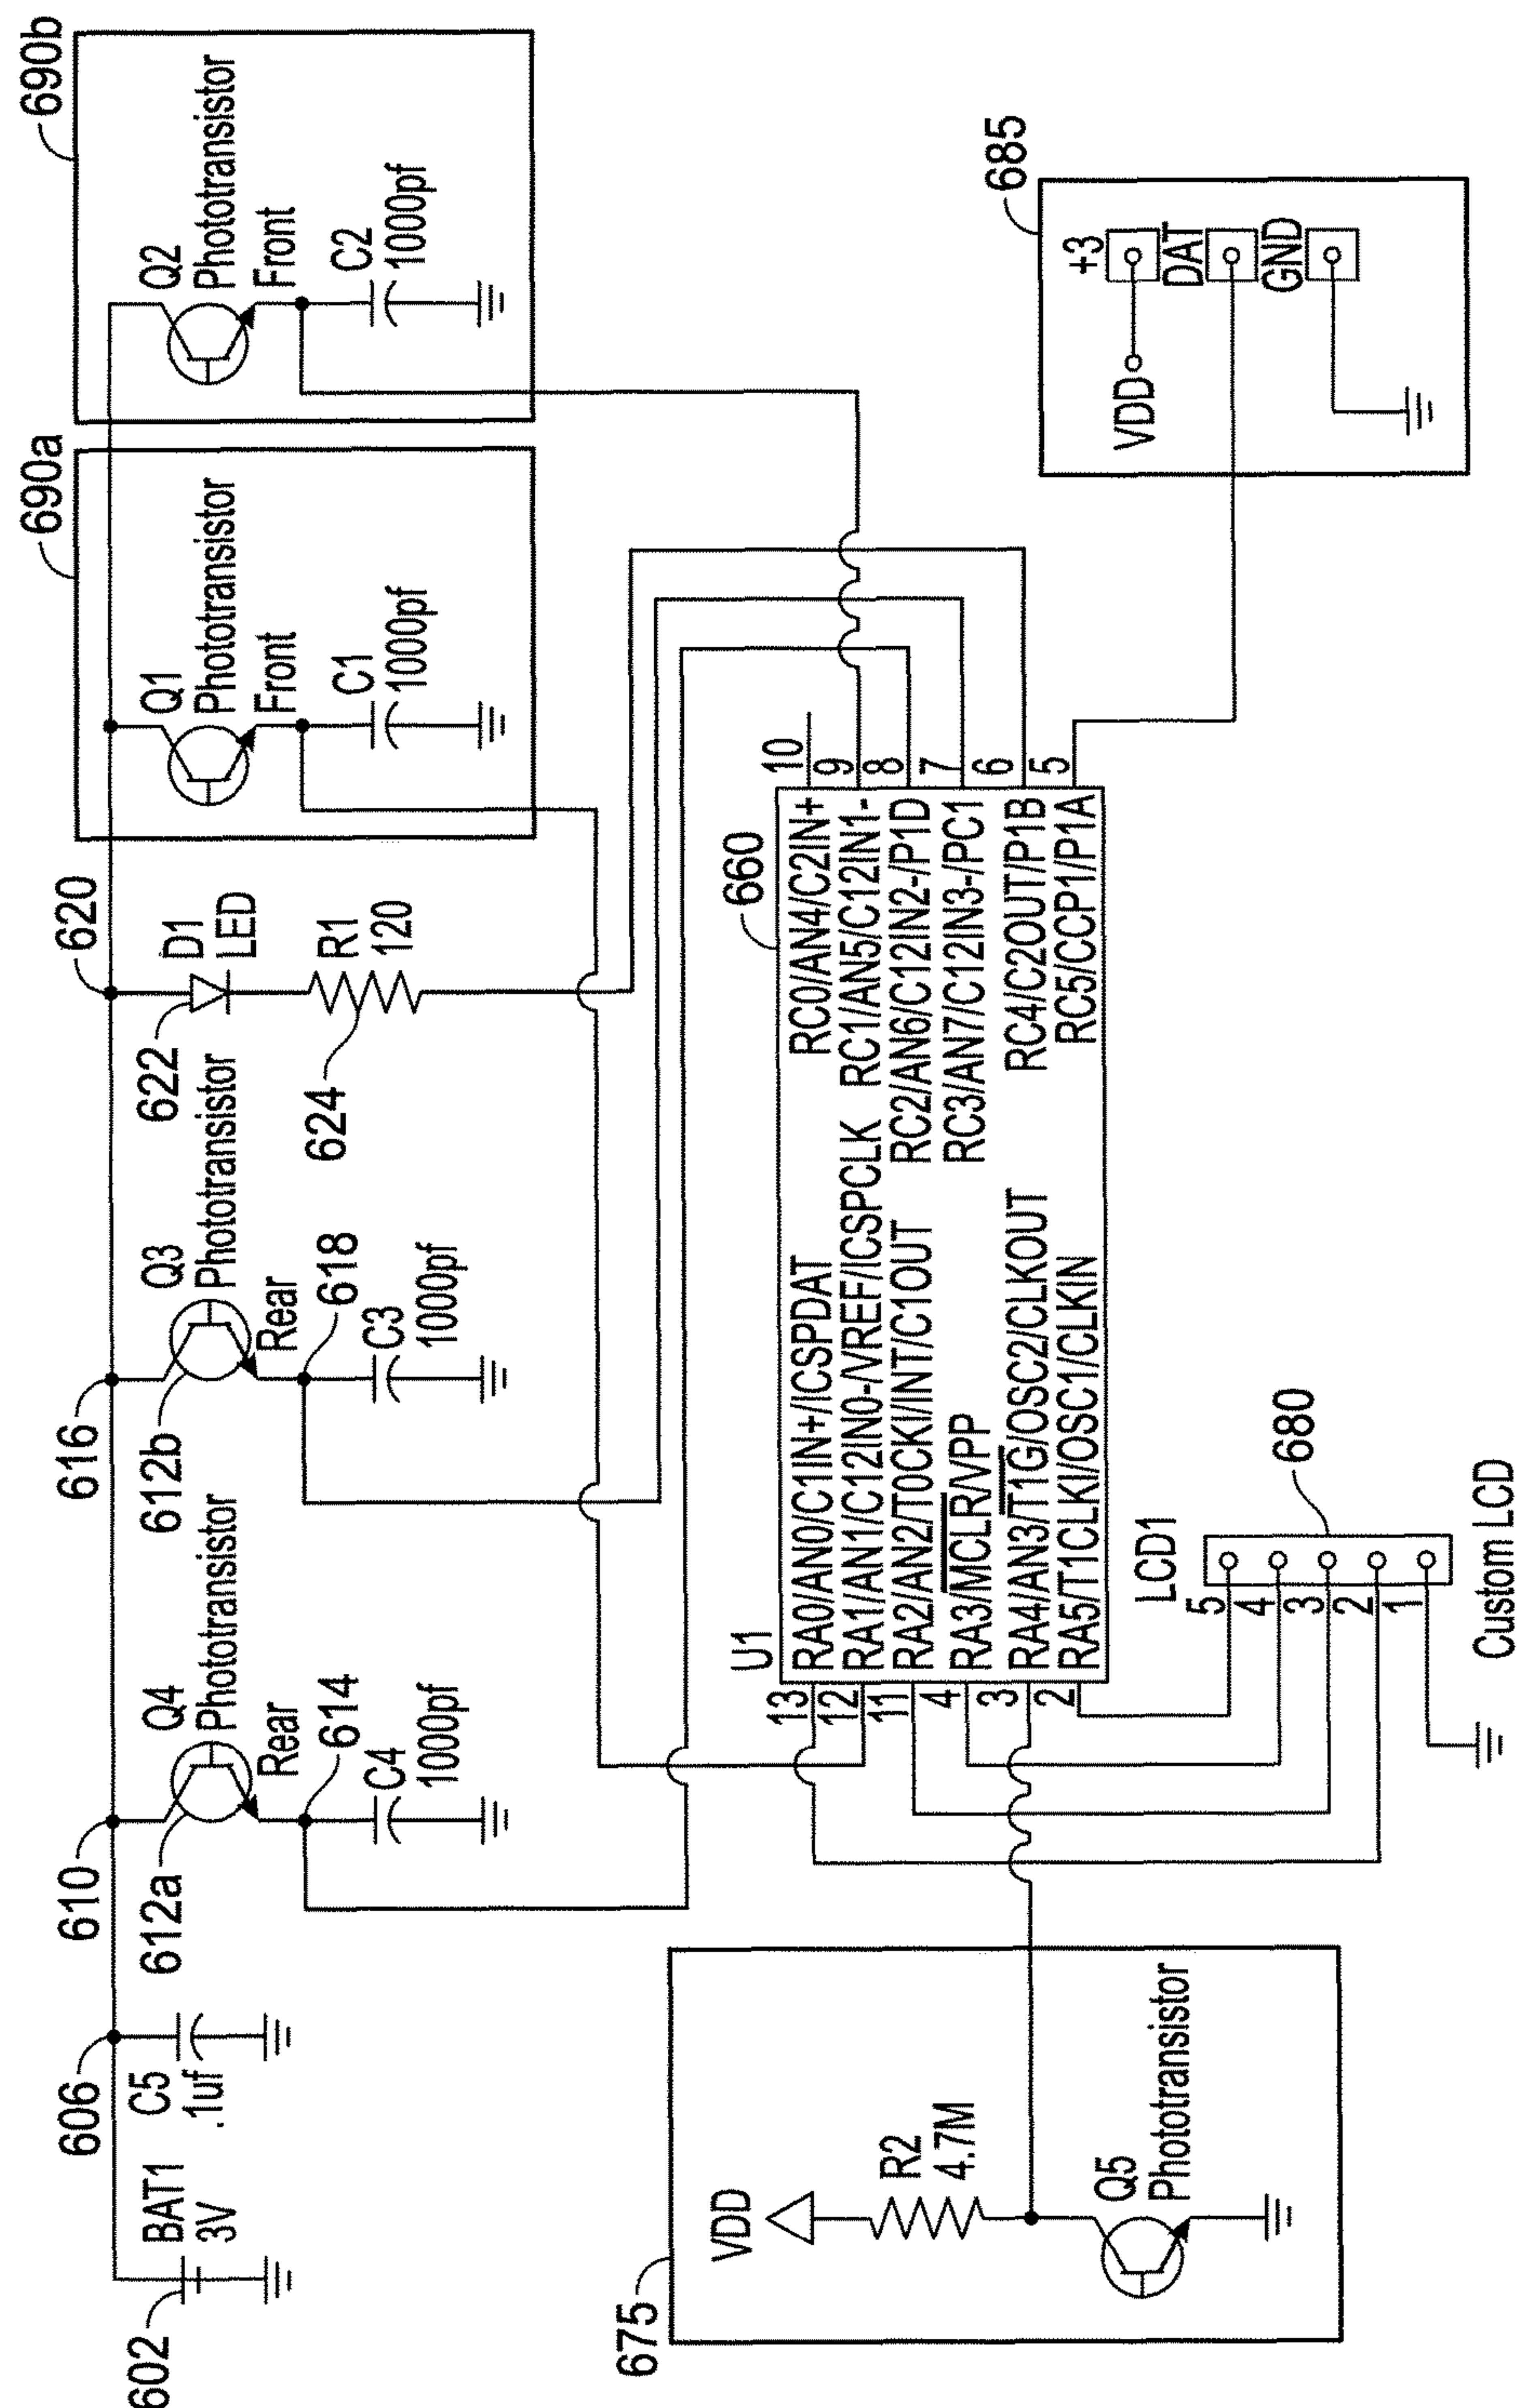 602
BAT1
3V
606
C5
.1uf
610
612a
Q4
Phototransistor
Rear
614
C4
1000pf
616
612b
Q3
Phototransistor
Rear
618
C3
1000pf
620
622
D1
LED
624
R1
120
690a
Q1
Phototransistor
Front
C1
1000pf
690b
Q2
Phototransistor
Front
C2
1000pf
675
VDD
R2
4.7M
Q5
Phototransistor
U1
660
13
RA0/AN0/C1IN+/ICSPDAT
12
RA1/AN1/C12IN0-/VREF/ICSPCLK
11
RA2/AN2/T0CKI/INT/C1OUT
4
RA3/MCLR/VPP
3
RA4/AN3/T1G/OSC2/CLKOUT
2
RA5/T1CLKI/OSC1/CLKIN
RC0/AN4/C2IN+
10
RC1/AN5/C12IN1-
9
RC2/AN6/C12IN2-/P1D
8
RC3/AN7/C12IN3-/PC1
7
RC4/C2OUT/P1B
6
RC5/CCP1/P1A
5
LCD1
680
5
4
3
2
1
Custom LCD
685
VDD
+3
DAT
GND